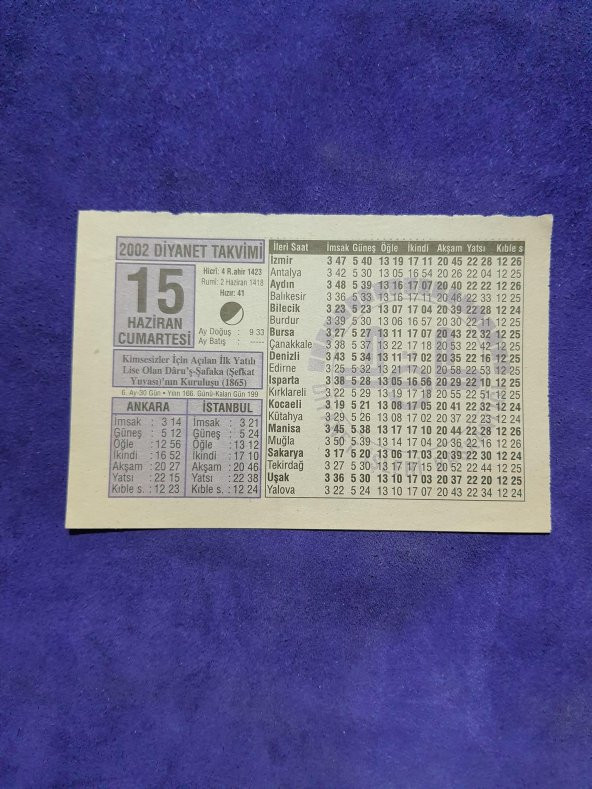 2002 DİYANET TAKVİMİ
15
HAZİRAN
CUMARTESİ
Hicrî: 4 R.ahir 1423
Rumi: 2 Haziran 1418
Hızır: 41
Ay Doğuş : 9 33
Ay Batış : -----
Kimsesizler İçin Açılan İlk Yatılı
Lise Olan Dâru'ş-Şafaka (Şefkat
Yuvası)'nın Kuruluşu (1865)
6. Ay-30 Gün • Yılın 166. Günü-Kalan Gün 199
ANKARA
İmsak : 3 14
Güneş : 5 12
Öğle : 12 56
İkindi : 16 52
Akşam : 20 27
Yatsı : 22 15
Kıble s. : 12 23
İSTANBUL
İmsak : 3 21
Güneş : 5 24
Öğle : 13 12
İkindi : 17 10
Akşam : 20 46
Yatsı : 22 38
Kıble s. : 12 24
İleri Saat İmsak Güneş Öğle İkindi Akşam Yatsı Kıble s
İzmir 3 47 5 40 13 19 17 11 20 45 22 28 12 26
Antalya 3 42 5 30 13 05 16 54 20 26 22 04 12 25
Aydın 3 48 5 39 13 16 17 07 20 40 22 22 12 26
Balıkesir 3 36 5 33 13 16 17 11 20 46 22 33 12 25
Bilecik 3 23 5 23 13 07 17 04 20 39 22 28 12 24
Burdur 3 39 5 30 13 06 16 57 20 30 22 11 12 25
Bursa 3 27 5 27 13 11 17 07 20 43 22 32 12 25
Çanakkale 3 38 5 37 13 22 17 18 20 53 22 42 12 25
Denizli 3 43 5 34 13 11 17 02 20 35 22 16 12 25
Edirne 3 25 5 32 13 20 17 19 20 56 22 53 12 25
Isparta 3 38 5 28 13 05 16 56 20 29 22 10 12 25
Kırklareli 3 22 5 29 13 17 17 18 20 55 22 51 12 25
Kocaeli 3 19 5 21 13 08 17 05 20 41 22 32 12 24
Kütahya 3 29 5 26 13 07 17 03 20 37 22 23 12 24
Manisa 3 45 5 38 13 17 17 10 20 44 22 28 12 26
Muğla 3 50 5 39 13 14 17 04 20 36 22 16 12 26
Sakarya 3 17 5 20 13 06 17 03 20 39 22 30 12 24
Tekirdağ 3 27 5 30 13 17 17 15 20 52 22 44 12 25
Uşak 3 36 5 30 13 10 17 03 20 37 22 20 12 25
Yalova 3 22 5 24 13 10 17 07 20 43 22 34 12 24